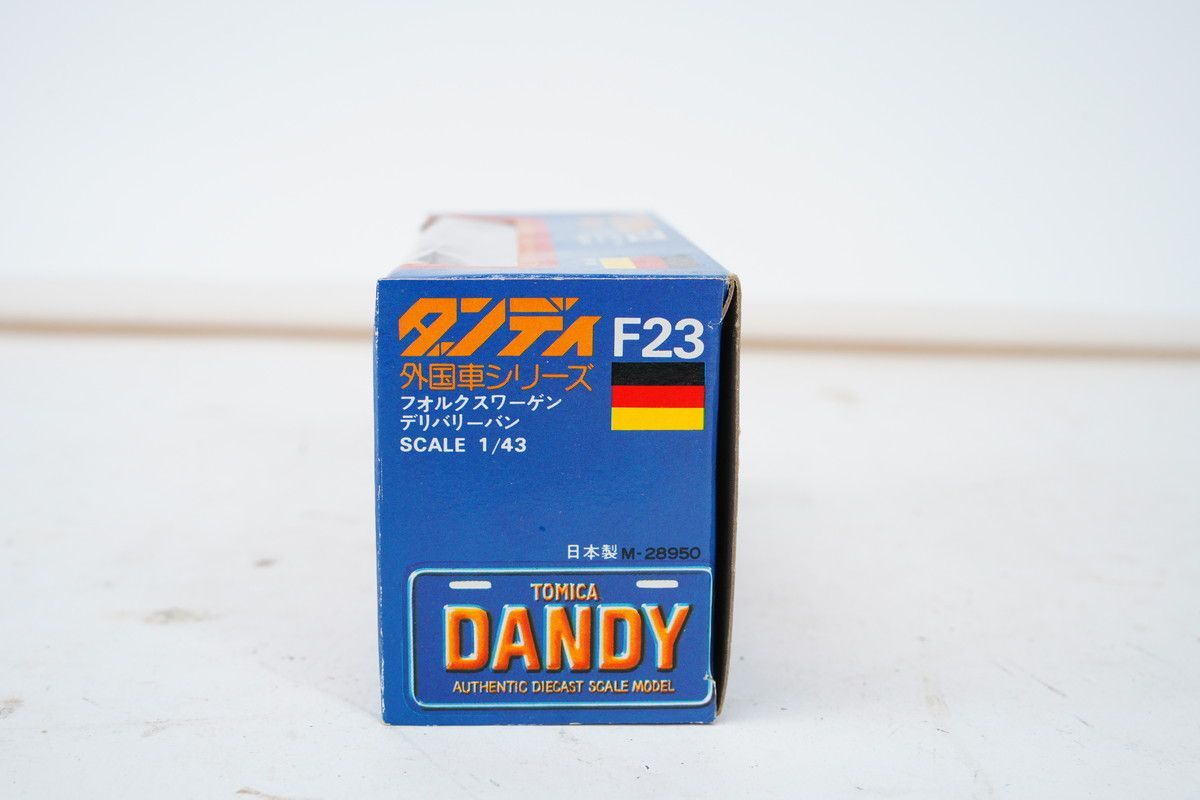 ダンディ F23
外国車シリーズ
フオルクスワーゲン
デリバリーバン
SCALE 1/43
日本製 M-28950
TOMICA
DANDY
AUTHENTIC DIECAST SCALE MODEL